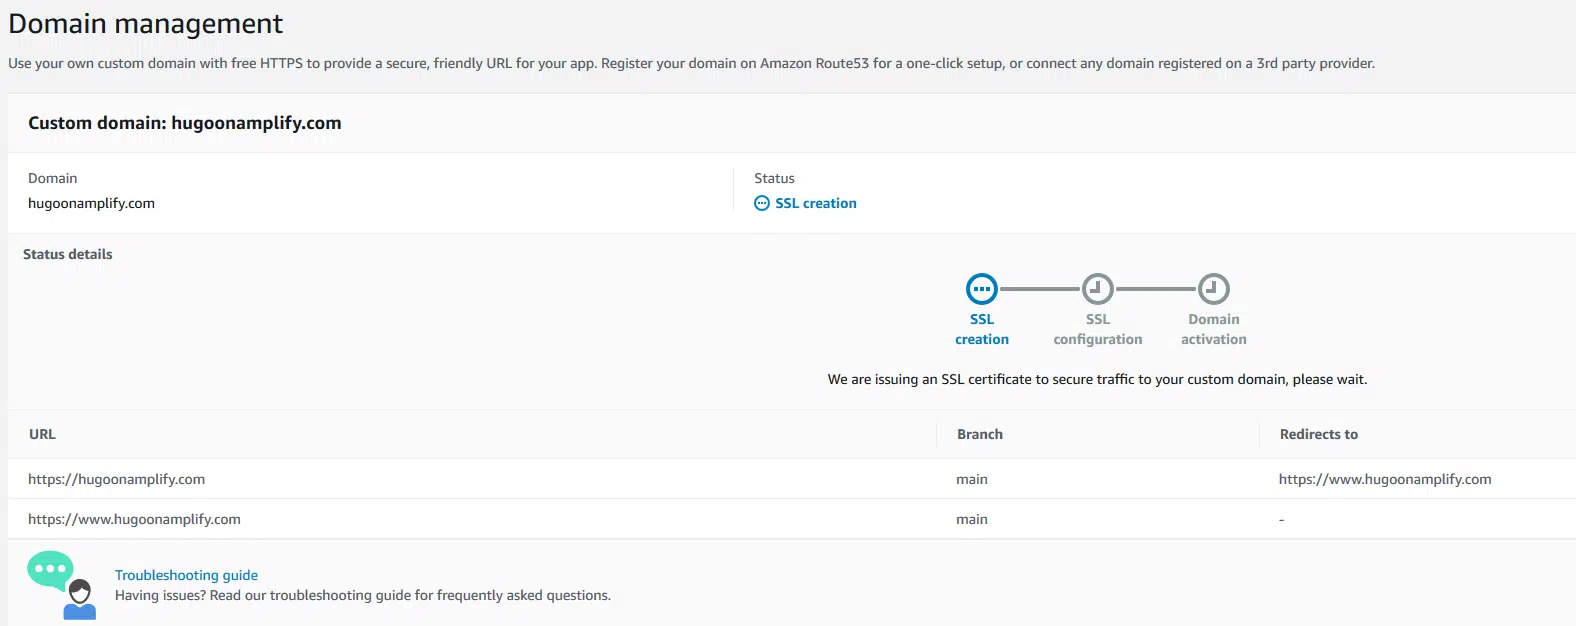 Domain management
Use your own custom domain with free HTTPS to provide a secure, friendly URL for your app. Register your domain on Amazon Route53 for a one-click setup, or connect any domain registered on a 3rd party provider.
Custom domain: hugoonamplify.com
Domain
hugoonamplify.com
Status
SSL creation
Status details
SSL
creation
SSL
configuration
Domain
activation
We are issuing an SSL certificate to secure traffic to your custom domain, please wait.
URL Branch Redirects to
https://hugoonamplify.com main https://www.hugoonamplify.com
https://www.hugoonamplify.com main -
Troubleshooting guide
Having issues? Read our troubleshooting guide for frequently asked questions.